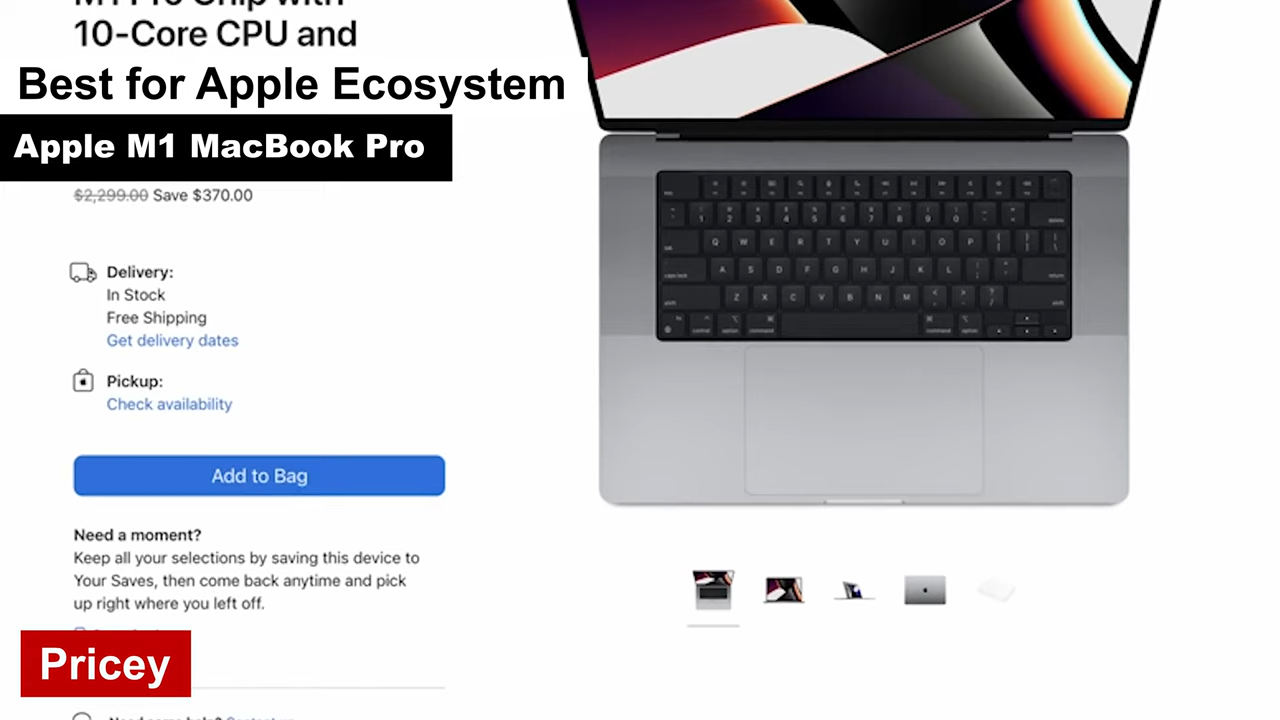 10-Core CPU and
Best for Apple Ecosystem
Apple M1 MacBook Pro
$2,299.00 Save $370.00
Delivery:
In Stock
Free Shipping
Get delivery dates
Pickup:
Check availability
Add to Bag
Need a moment?
Keep all your selections by saving this device to
Your Saves, then come back anytime and pick
up right where you left off.
Pricey